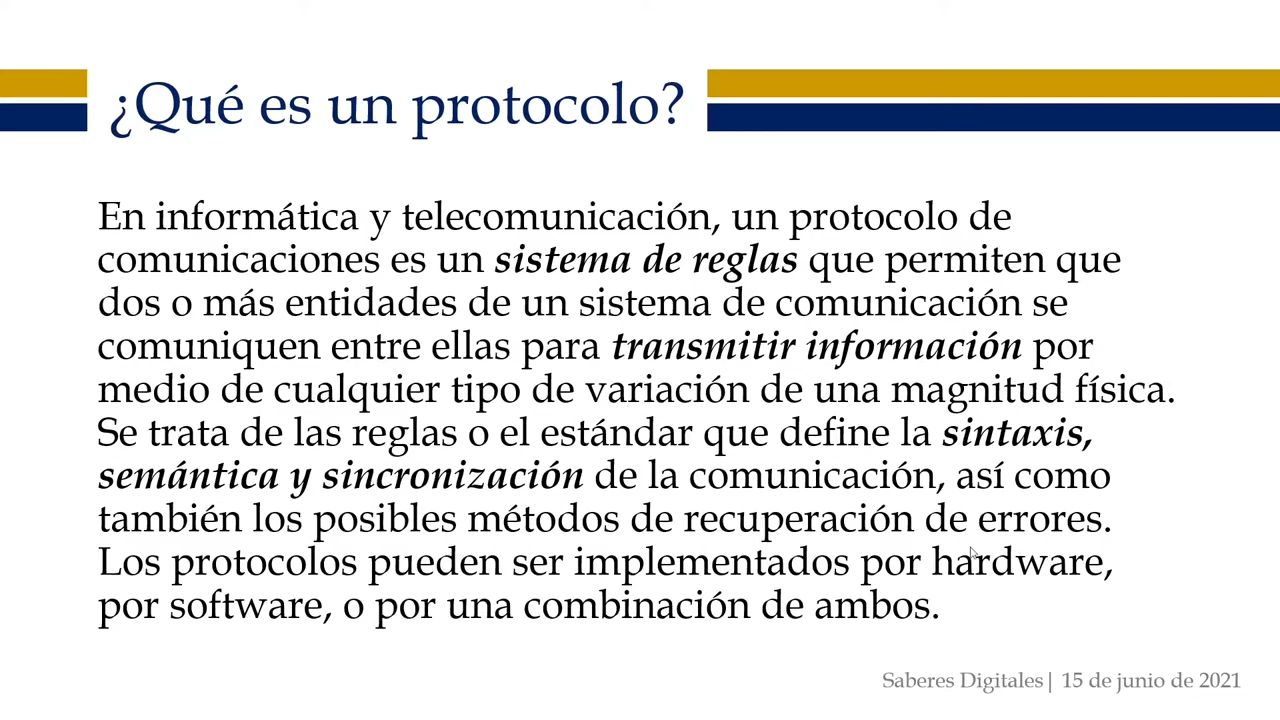 ¿Qué es un protocolo?
En informática y telecomunicación, un protocolo de
comunicaciones es un sistema de reglas que permiten que
dos o más entidades de un sistema de comunicación se
comuniquen entre ellas para transmitir información por
medio de cualquier tipo de variación de una magnitud física.
Se trata de las reglas o el estándar que define la sintaxis,
semántica y sincronización de la comunicación, así como
también los posibles métodos de recuperación de errores.
Los protocolos pueden ser implementados por hardware,
por software, o por una combinación de ambos.
Saberes Digitales| 15 de junio de 2021